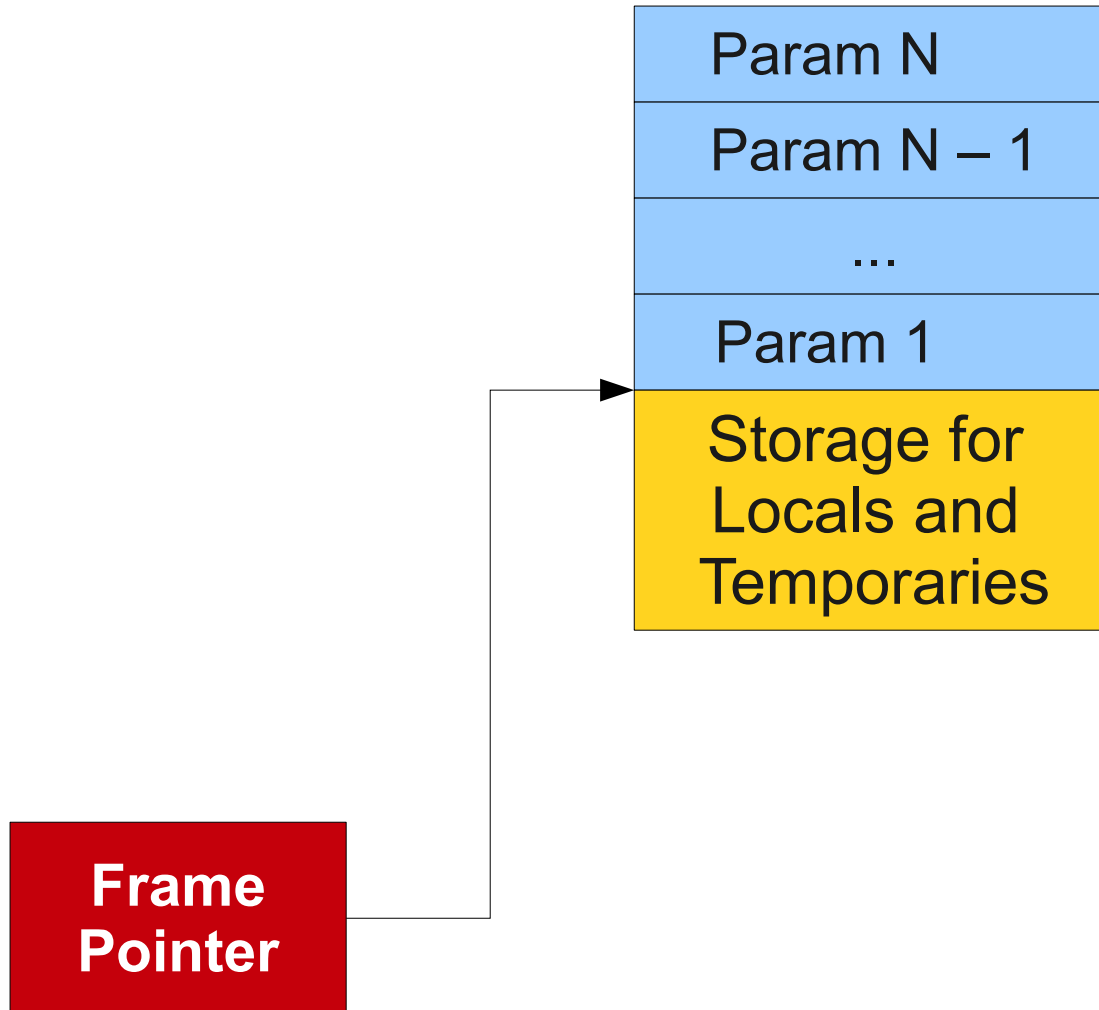 Param N
Param N – 1
...
Param 1
Storage for
Locals and
Temporaries
Frame
Pointer